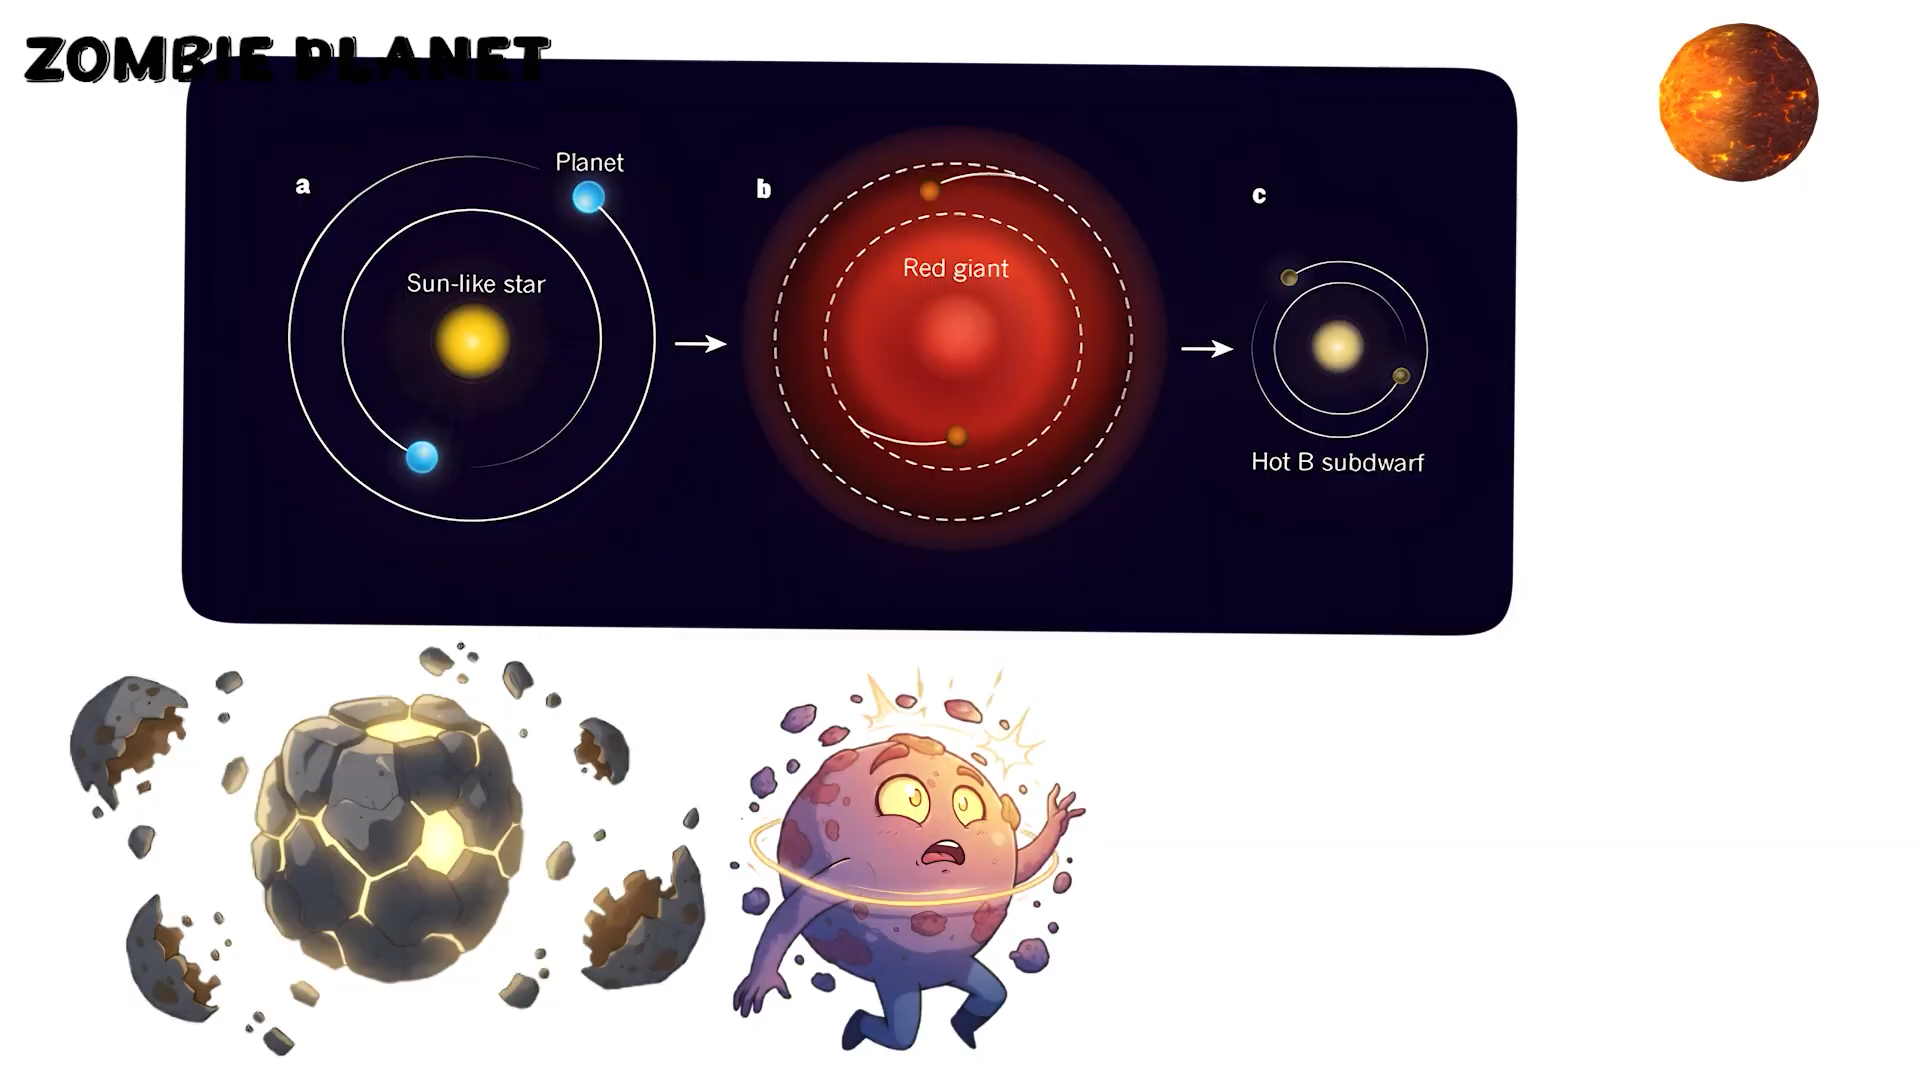 ZOMBIE PLANET
Planet
a
b
c
Sun-like star
Red giant
Hot B subdwarf